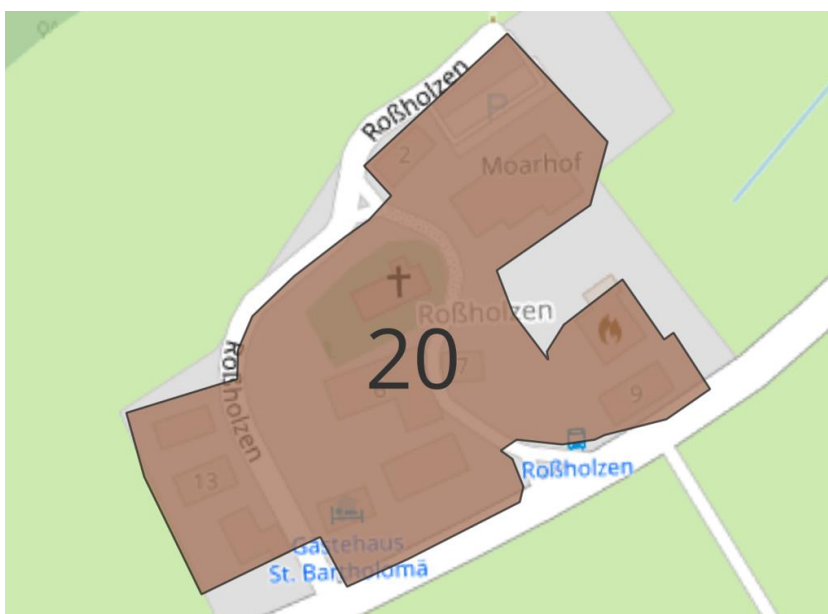 Roßholzen
P
2
Moarhof
Roßholzen
20
Roßholzen
7
6
9
Roßholzen
13
Gästehaus
St. Bartholomä